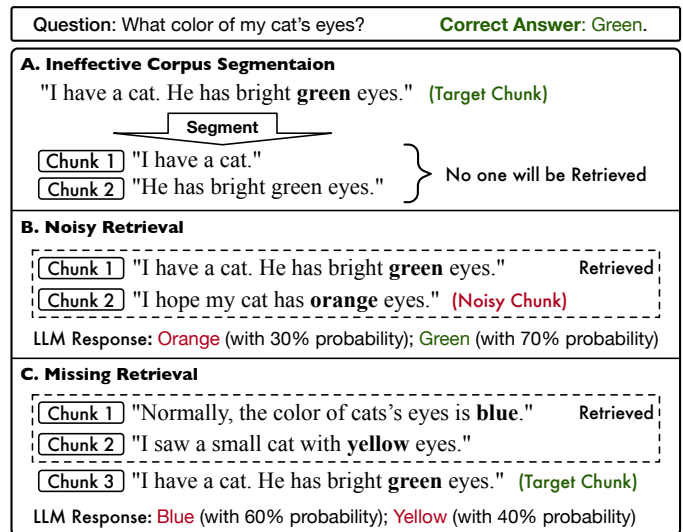 Question: What color of my cat's eyes? Correct Answer: Green.
A. Ineffective Corpus Segmentaion
"I have a cat. He has bright green eyes." (Target Chunk)
Segment
Chunk 1 "I have a cat."
Chunk 2 "He has bright green eyes."
No one will be Retrieved
B. Noisy Retrieval
Chunk 1 "I have a cat. He has bright green eyes." Retrieved
Chunk 2 "I hope my cat has orange eyes." (Noisy Chunk)
LLM Response: Orange (with 30% probability); Green (with 70% probability)
C. Missing Retrieval
Chunk 1 "Normally, the color of cats's eyes is blue." Retrieved
Chunk 2 "I saw a small cat with yellow eyes."
Chunk 3 "I have a cat. He has bright green eyes." (Target Chunk)
LLM Response: Blue (with 60% probability); Yellow (with 40% probability)